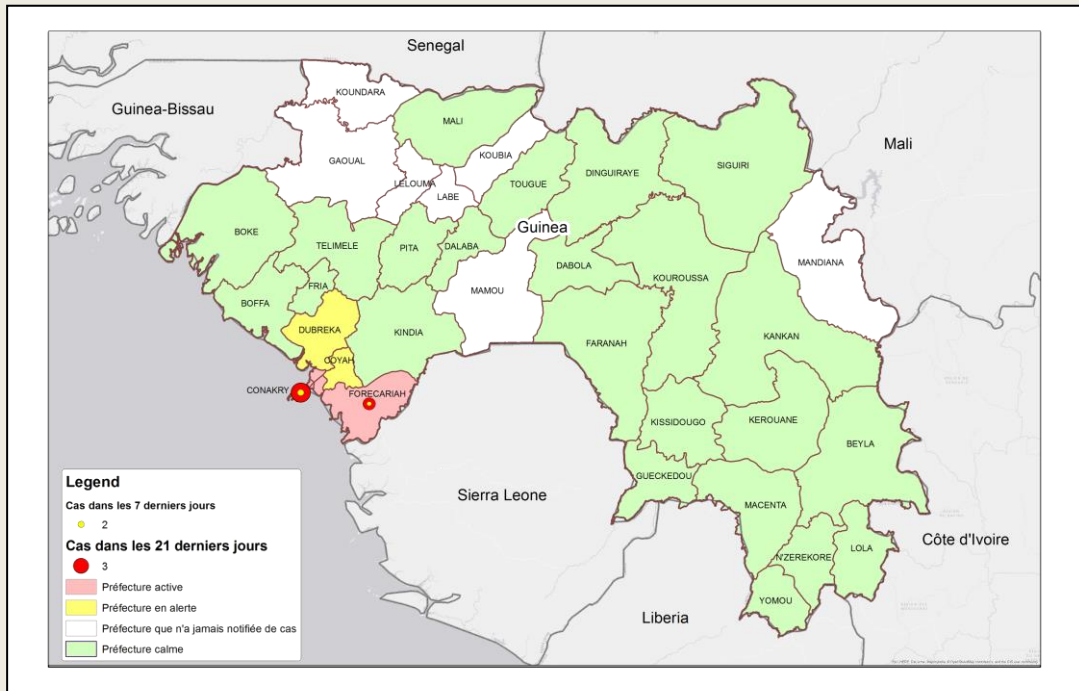 Senegal
Guinea-Bissau
KOUNDARA
MALI
Mali
GAOUAL
KOUBIA
SIGUIRI
LELOUMA
LABE
TOUGUE
DINGUIRAYE
Guinea
BOKE
TELIMELE
PITA
DALABA
MANDIANA
DABOLA
KOUROUSSA
FRIA
MAMOU
BOFFA
DUBREKA
KINDIA
KANKAN
FARANAH
COYAH
CONAKRY
FORECARIAH
KISSIDOUGO
KEROUANE
BEYLA
GUECKEDOU
Sierra Leone
MACENTA
Côte d'Ivoire
N'ZEREKORE
LOLA
YOMOU
Liberia
Legend
Cas dans les 7 derniers jours
2
Cas dans les 21 derniers jours
3
Préfecture active
Préfecture en alerte
Préfecture que n'a jamais notifiée de cas
Préfecture calme